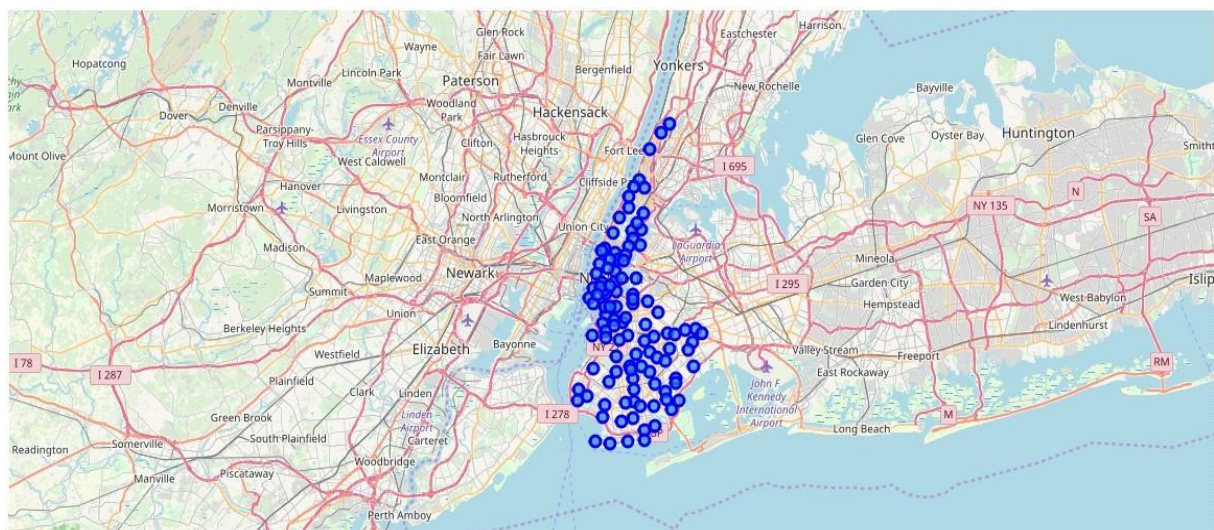 Glen Rock
Harrison
Wayne
Fair Lawn
Eastchester
Hopatcong
Lincoln Park
Bergenfield
Yonkers
Montville
Paterson
New Rochelle
Bayville
Denville
Woodland
Park
Hackensack
Dover
Essex County
Airport
Glen Cove
Oyster Bay
Huntington
Parsippany-
Troy Hills
Clifton
Hasbrouck
Heights
Fort Lee
Mount Olive
West Caldwell
I 695
Hanover
Montclair
Rutherford
Cliffside
N
Morristown
Livingston
Bloomfield
NY 135
North Arlington
Union City
SA
Madison
East Orange
LaGuardia
Airport
Mineola
Maplewood
Newark
Garden City
Summit
I 295
Hempstead
West Babylon
Union
Lindenhurst
Berkeley Heights
Elizabeth
Bayonne
Valley Stream
Freeport
I 78
Westfield
East Rockaway
RM
I 287
Plainfield
Clark
Linden
John F.
Kennedy
International
Airport
Green Brook
Linden
Airport
I 278
M
Somerville
South Plainfield
Carteret
Long Beach
Readington
Manville
Piscataway
Woodbridge
Perth Amboy